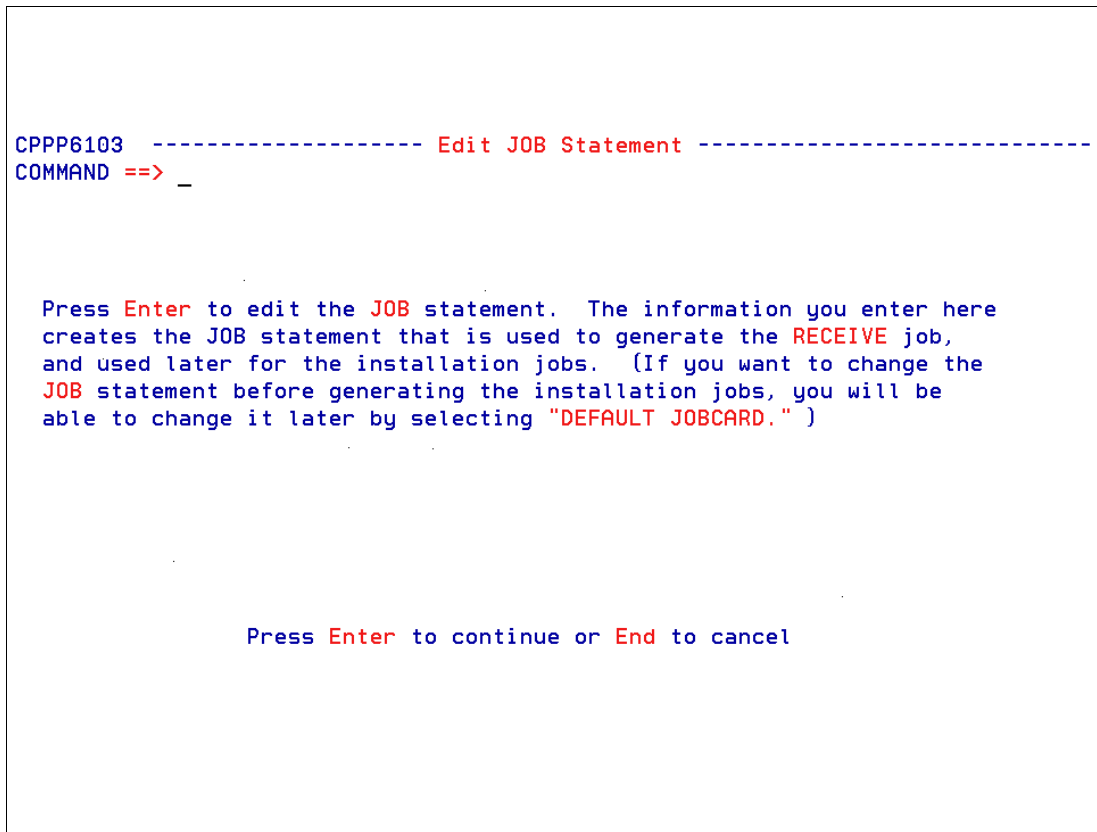 CPPP6103  -------------------- Edit JOB Statement -----------------------------
COMMAND ==> _
Press Enter to edit the JOB statement.  The information you enter here
creates the JOB statement that is used to generate the RECEIVE job,
and used later for the installation jobs.  (If you want to change the
JOB statement before generating the installation jobs, you will be
able to change it later by selecting "DEFAULT JOBCARD." )
Press Enter to continue or End to cancel